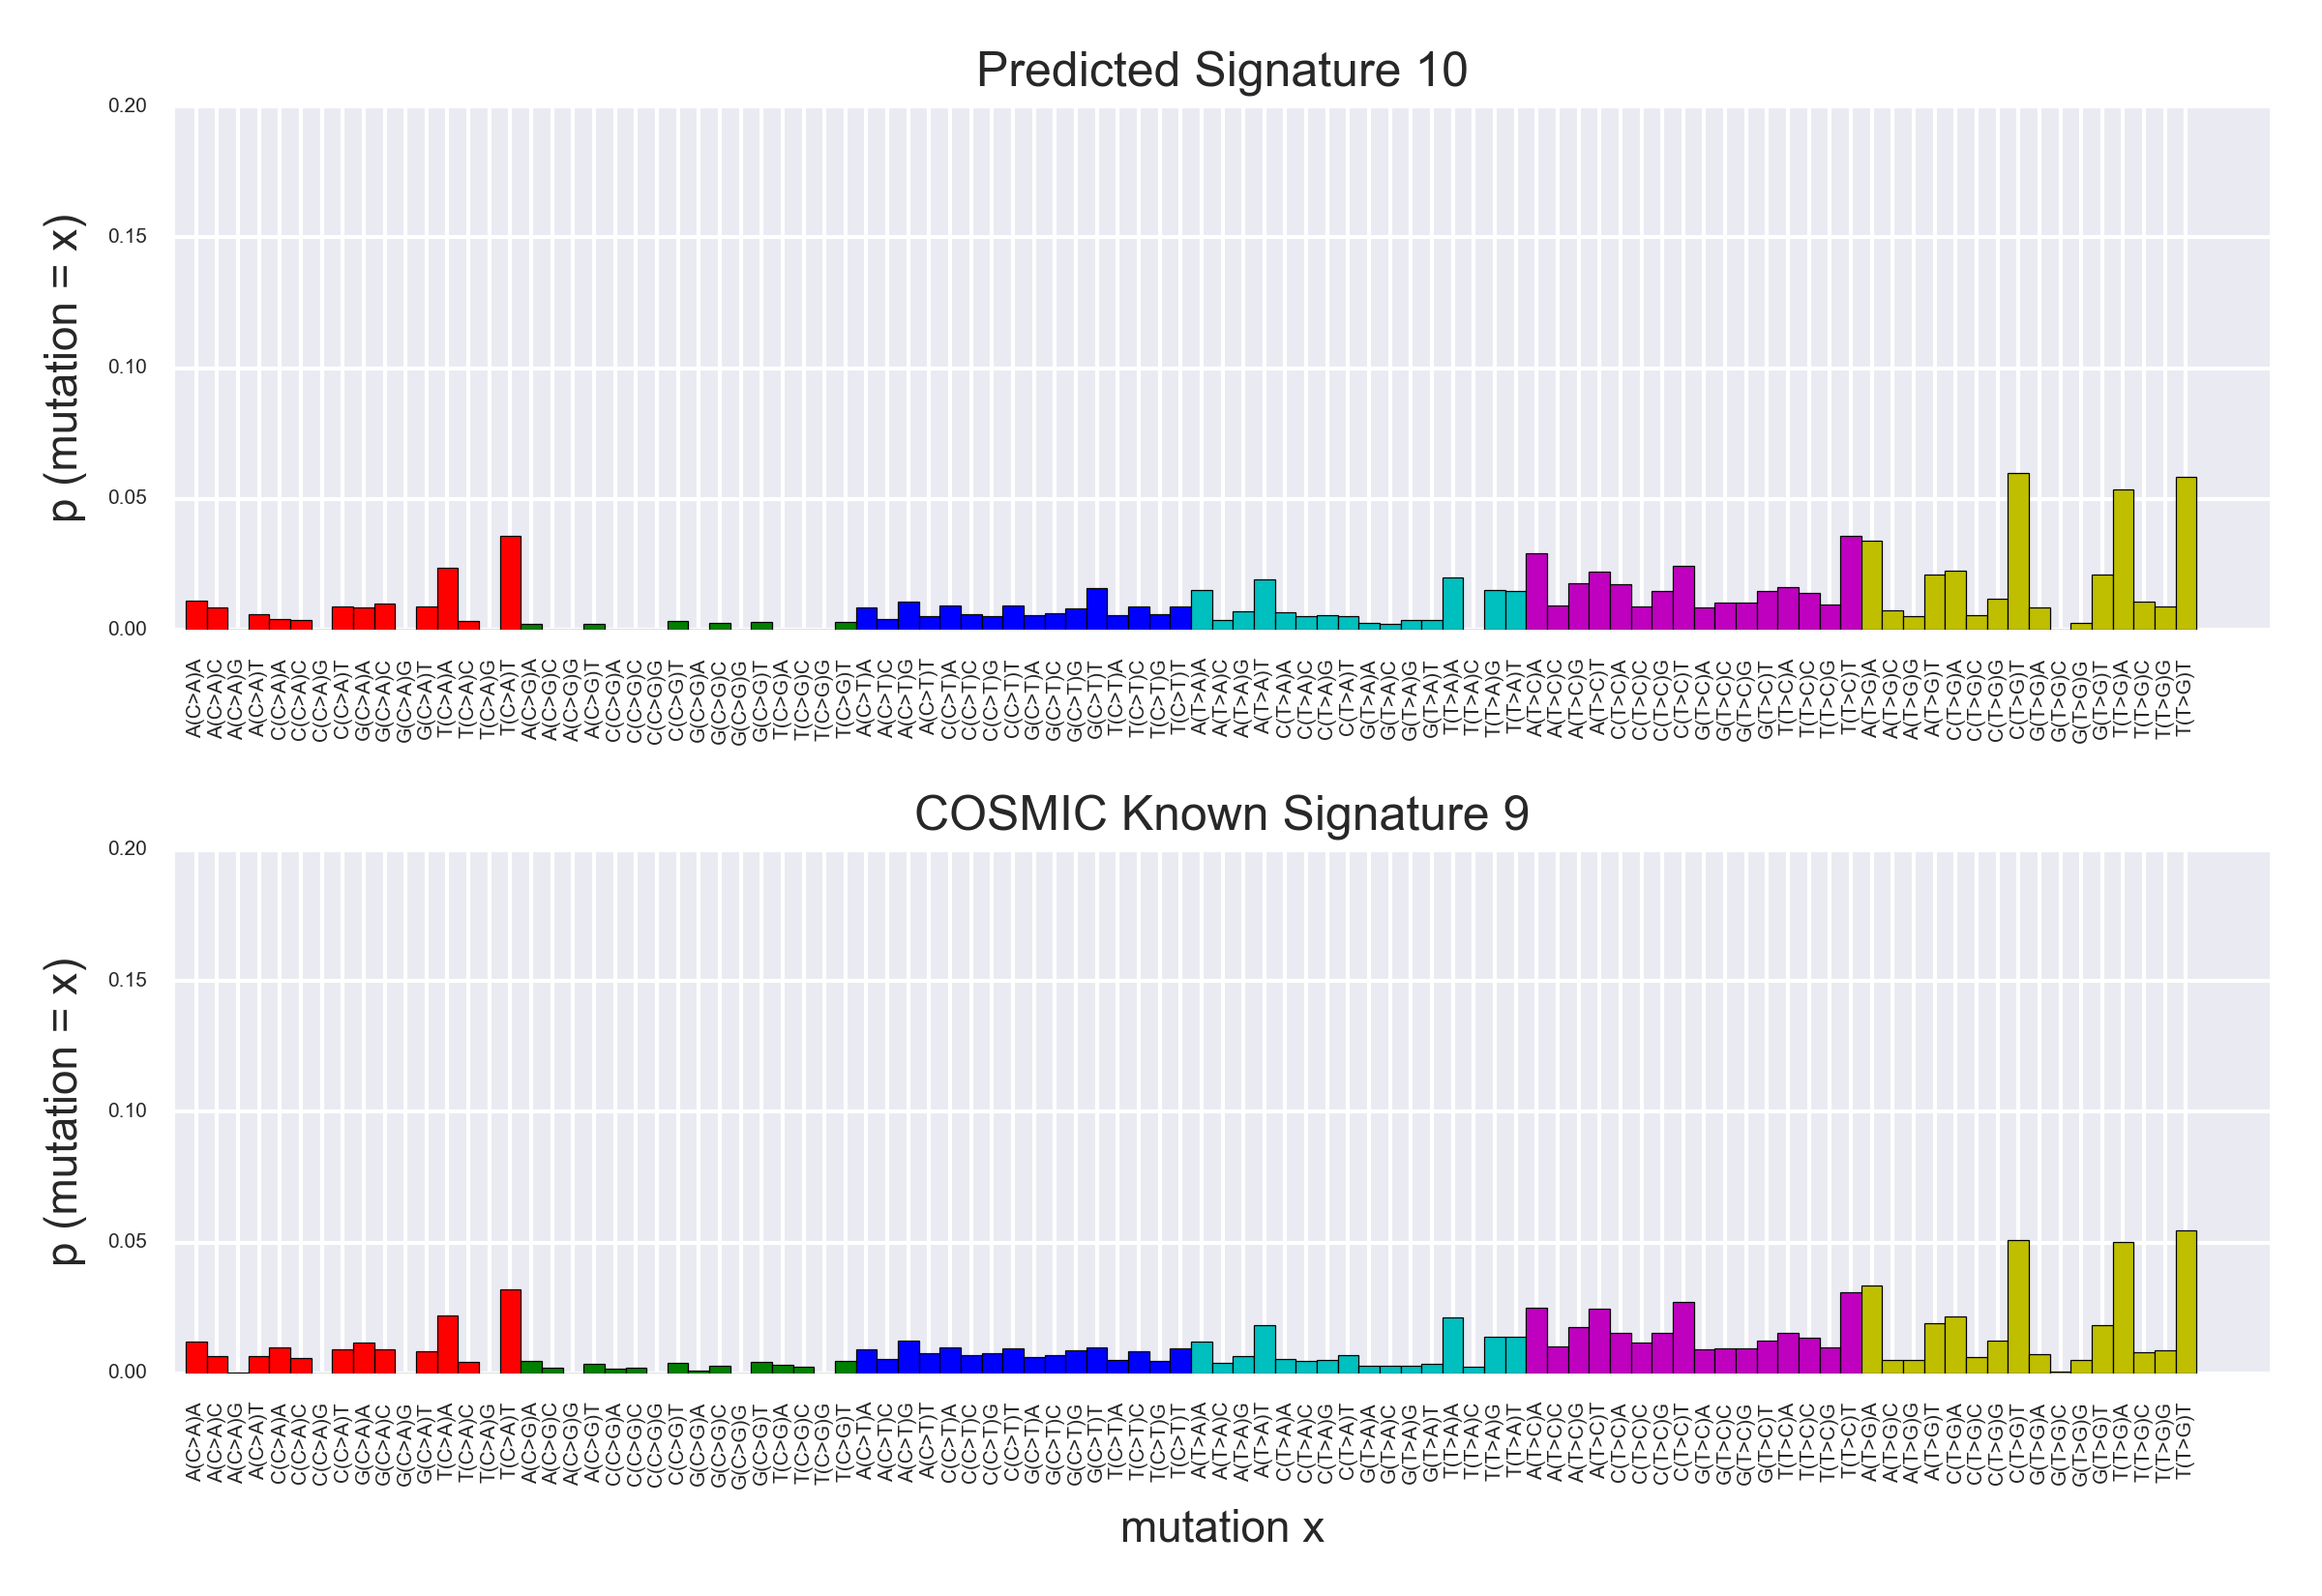 Predicted Signature 10
p (mutation = x)
0.20
0.15
0.10
0.05
0.00
A(C>A)A A(C>A)C A(C>A)G A(C>A)T C(C>A)A C(C>A)C C(C>A)G C(C>A)T G(C>A)A G(C>A)C G(C>A)G G(C>A)T T(C>A)A T(C>A)C T(C>A)G T(C>A)T A(C>G)A A(C>G)C A(C>G)G A(C>G)T C(C>G)A C(C>G)C C(C>G)G C(C>G)T G(C>G)A G(C>G)C G(C>G)G G(C>G)T T(C>G)A T(C>G)C T(C>G)G T(C>G)T A(C>T)A A(C>T)C A(C>T)G A(C>T)T C(C>T)A C(C>T)C C(C>T)G C(C>T)T G(C>T)A G(C>T)C G(C>T)G G(C>T)T T(C>T)A T(C>T)C T(C>T)G T(C>T)T A(T>A)A A(T>A)C A(T>A)G A(T>A)T C(T>A)A C(T>A)C C(T>A)G C(T>A)T G(T>A)A G(T>A)C G(T>A)G G(T>A)T T(T>A)A T(T>A)C T(T>A)G T(T>A)T A(T>C)A A(T>C)C A(T>C)G A(T>C)T C(T>C)A C(T>C)C C(T>C)G C(T>C)T G(T>C)A G(T>C)C G(T>C)G G(T>C)T T(T>C)A T(T>C)C T(T>C)G T(T>C)T A(T>G)A A(T>G)C A(T>G)G A(T>G)T C(T>G)A C(T>G)C C(T>G)G C(T>G)T G(T>G)A G(T>G)C G(T>G)G G(T>G)T T(T>G)A T(T>G)C T(T>G)G T(T>G)T
COSMIC Known Signature 9
p (mutation = x)
0.20
0.15
0.10
0.05
0.00
A(C>A)A A(C>A)C A(C>A)G A(C>A)T C(C>A)A C(C>A)C C(C>A)G C(C>A)T G(C>A)A G(C>A)C G(C>A)G G(C>A)T T(C>A)A T(C>A)C T(C>A)G T(C>A)T A(C>G)A A(C>G)C A(C>G)G A(C>G)T C(C>G)A C(C>G)C C(C>G)G C(C>G)T G(C>G)A G(C>G)C G(C>G)G G(C>G)T T(C>G)A T(C>G)C T(C>G)G T(C>G)T A(C>T)A A(C>T)C A(C>T)G A(C>T)T C(C>T)A C(C>T)C C(C>T)G C(C>T)T G(C>T)A G(C>T)C G(C>T)G G(C>T)T T(C>T)A T(C>T)C T(C>T)G T(C>T)T A(T>A)A A(T>A)C A(T>A)G A(T>A)T C(T>A)A C(T>A)C C(T>A)G C(T>A)T G(T>A)A G(T>A)C G(T>A)G G(T>A)T T(T>A)A T(T>A)C T(T>A)G T(T>A)T A(T>C)A A(T>C)C A(T>C)G A(T>C)T C(T>C)A C(T>C)C C(T>C)G C(T>C)T G(T>C)A G(T>C)C G(T>C)G G(T>C)T T(T>C)A T(T>C)C T(T>C)G T(T>C)T A(T>G)A A(T>G)C A(T>G)G A(T>G)T C(T>G)A C(T>G)C C(T>G)G C(T>G)T G(T>G)A G(T>G)C G(T>G)G G(T>G)T T(T>G)A T(T>G)C T(T>G)G T(T>G)T
mutation x